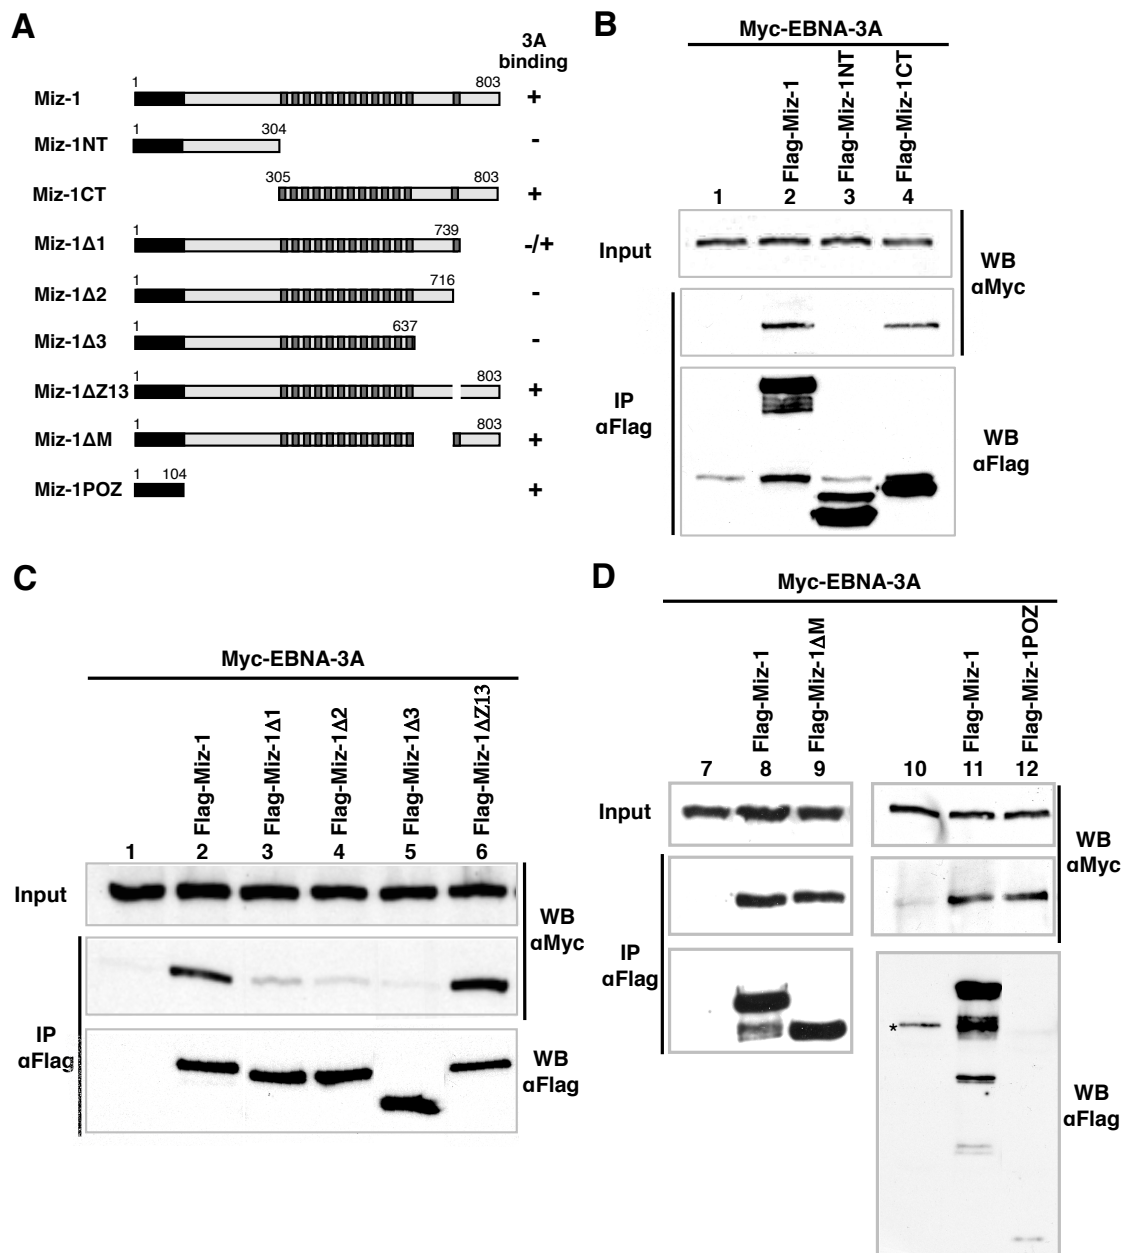 A
3A
binding
Miz-1
1
803
+
Miz-1NT
1
304
-
Miz-1CT
305
803
+
Miz-1Δ1
1
739
-/+
Miz-1Δ2
1
716
-
Miz-1Δ3
1
637
-
Miz-1ΔZ13
1
803
+
Miz-1ΔM
1
803
+
Miz-1POZ
1
104
+
B
Myc-EBNA-3A
Flag-Miz-1
Flag-Miz-1NT
Flag-Miz-1CT
1 2 3 4
Input
WB
αMyc
IP
αFlag
WB
αFlag
C
Myc-EBNA-3A
Flag-Miz-1
Flag-Miz-1Δ1
Flag-Miz-1Δ2
Flag-Miz-1Δ3
Flag-Miz-1ΔZ13
1 2 3 4 5 6
Input
WB
αMyc
IP
αFlag
WB
αFlag
D
Myc-EBNA-3A
Flag-Miz-1
Flag-Miz-1ΔM
Flag-Miz-1
Flag-Miz-1POZ
7 8 9 10 11 12
Input
WB
αMyc
IP
αFlag
*
WB
αFlag